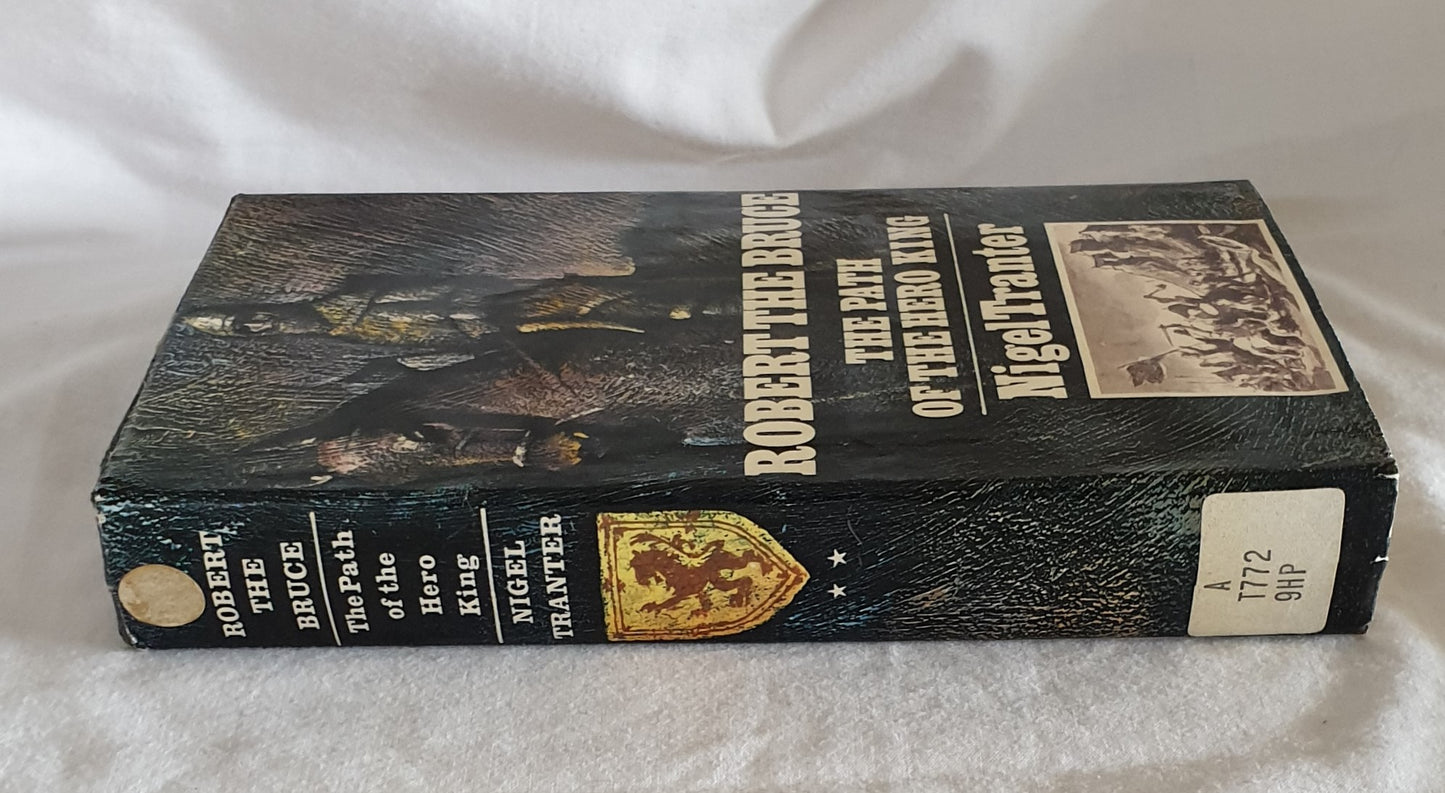 ROBERT THE BRUCE
THE PATH
OF THE HERO KING
Nigel Tranter
ROBERT
THE
BRUCE
The Path
of the
Hero
King
NIGEL
TRANTER
A
T772
9HP